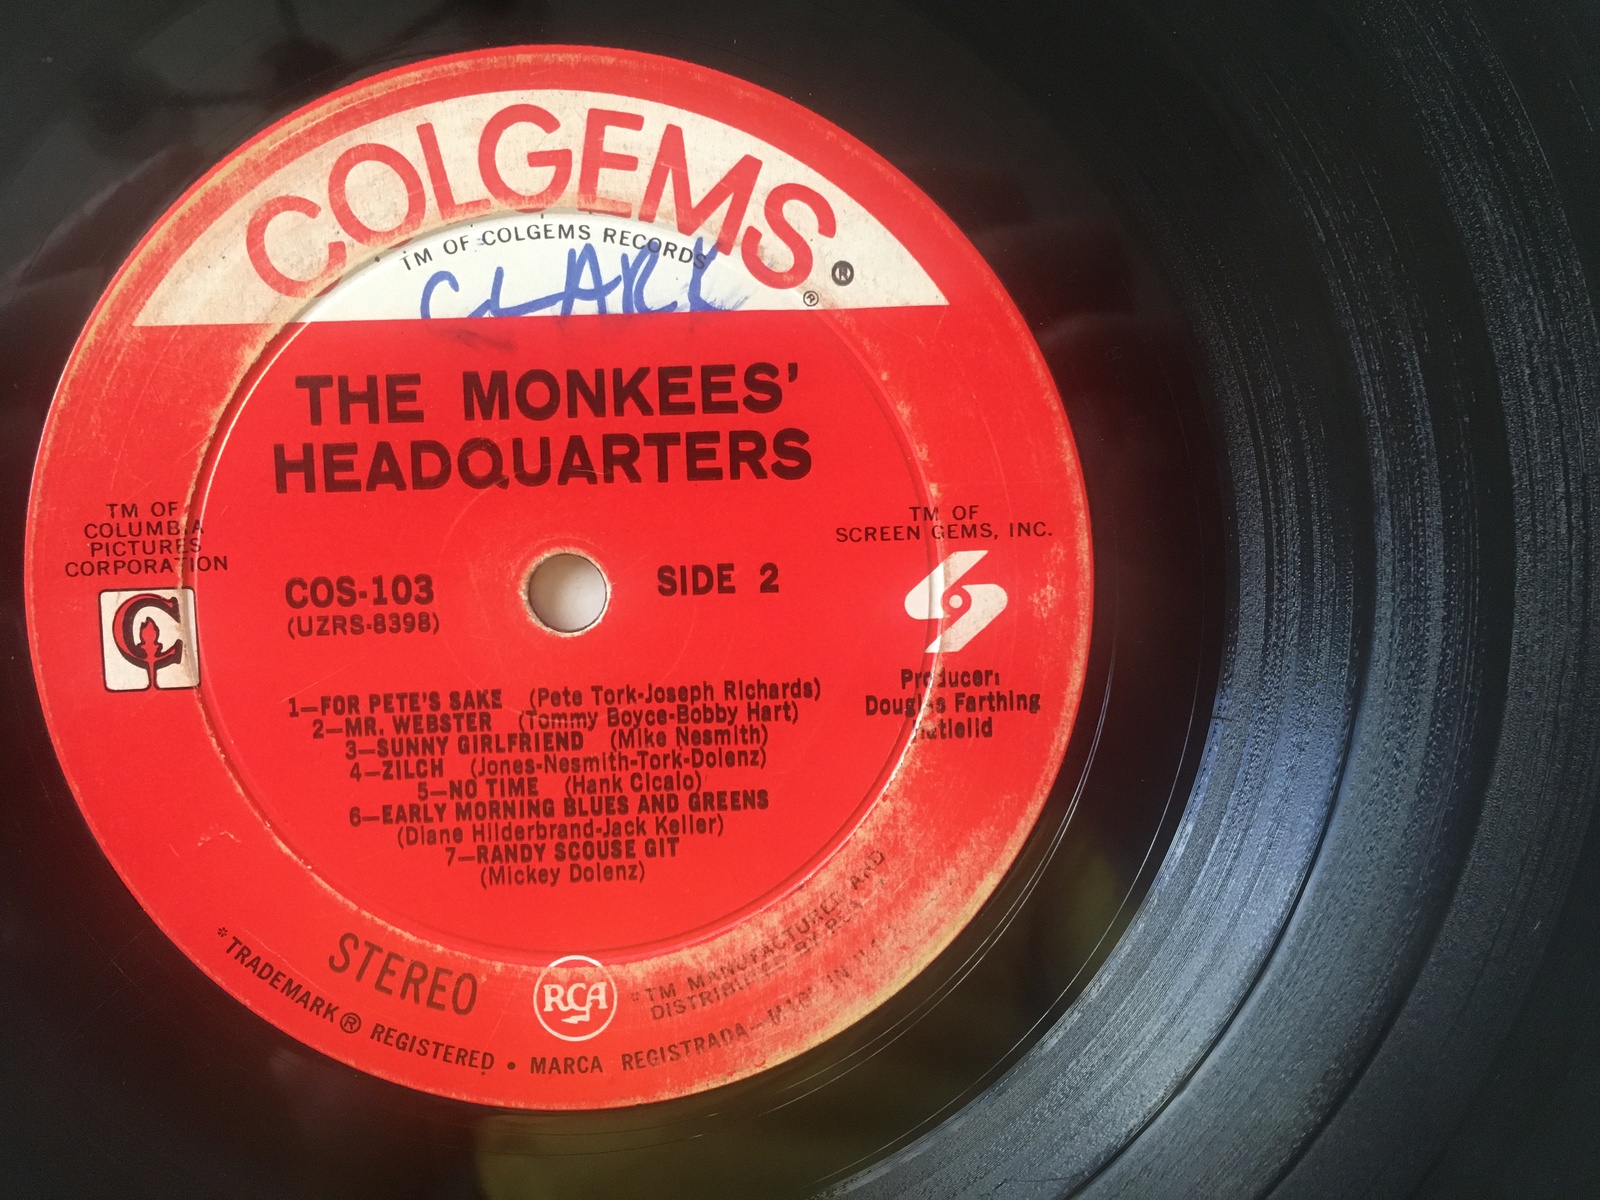 COLGEMS®
®
TM OF COLGEMS RECORDS
CLARK
THE MONKEES'
HEADQUARTERS
TM OF
COLUMBIA
PICTURES
CORPORATION
TM OF
SCREEN GEMS, INC.
COS-103
(UZRS-8398)
SIDE 2
Producer:
Douglas Farthing
Hatlelid
1—FOR PETE'S SAKE (Pete Tork-Joseph Richards)
2—MR. WEBSTER (Tommy Boyce-Bobby Hart)
3—SUNNY GIRLFRIEND (Mike Nesmith)
4—ZILCH (Jones-Nesmith-Tork-Dolenz)
5—NO TIME (Hank Cicalo)
6—EARLY MORNING BLUES AND GREENS
(Diane Hilderbrand-Jack Keller)
7—RANDY SCOUSE GIT
(Mickey Dolenz)
STEREO
RCA
*TM MANUFACTURED AND
DISTRIBUTED BY RCA
*TRADEMARK ® REGISTERED • MARCA REGISTRADA—MADE IN U.S.